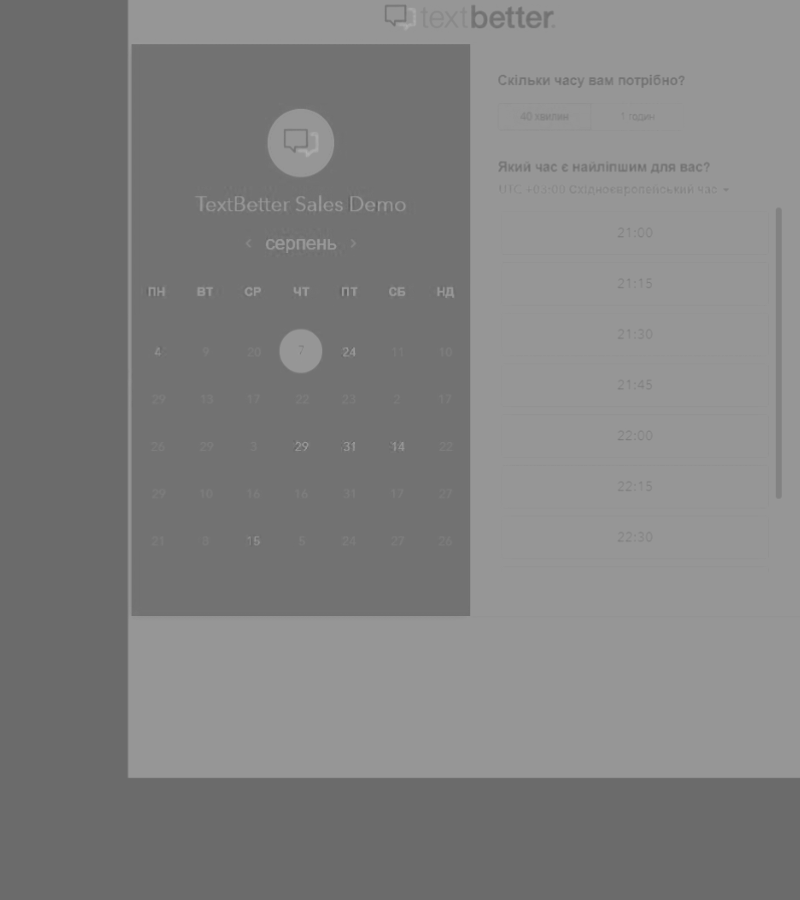 textbetter.
TextBetter Sales Demo
‹ серпень ›
ПН ВТ СР ЧТ ПТ СБ НД
4 9 20 7 24 11 10
29 13 17 22 23 2 17
26 29 3 29 31 14 22
29 10 16 16 31 17 27
21 8 15 5 24 27 26
Скільки часу вам потрібно?
40 хвилин 1 годин
Який час є найліпшим для вас?
UTC +03:00 Східноєвропейський час
21:00
21:15
21:30
21:45
22:00
22:15
22:30